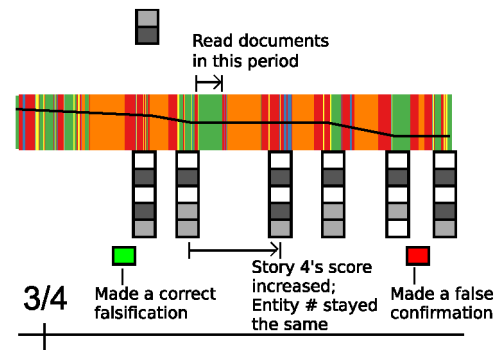 Read documents
in this period
Story 4's score
increased;
Entity # stayed
the same
Made a correct
falsification
Made a false
confirmation
3/4